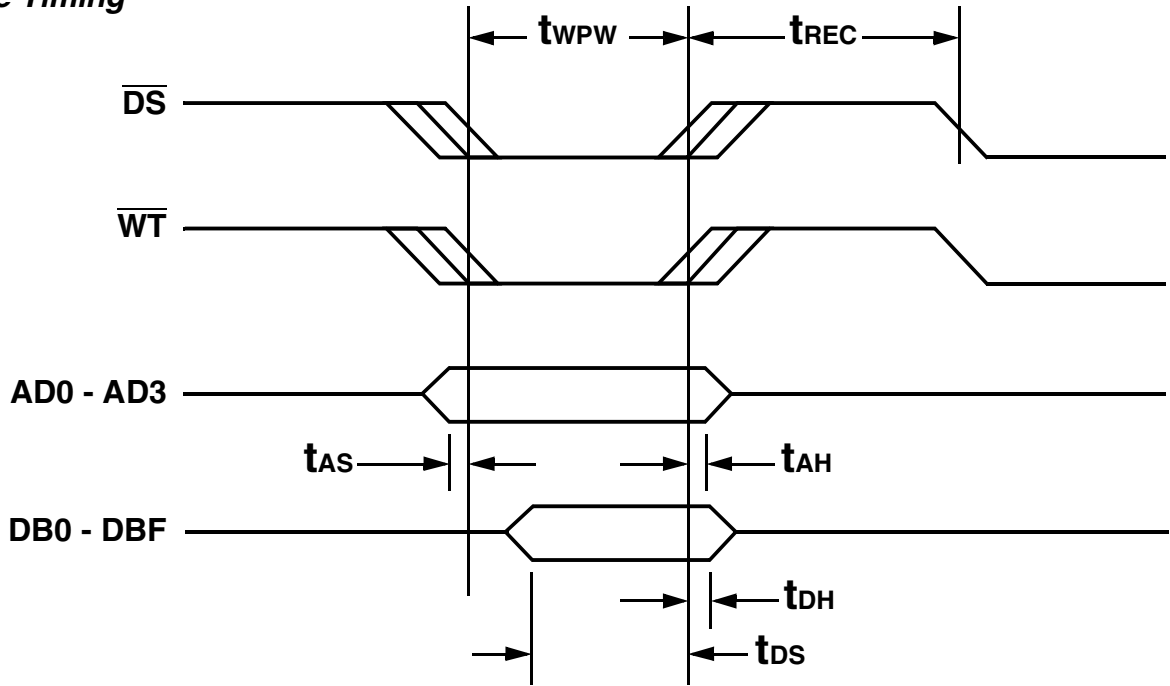 Timing
tWPW tREC
DS
WT
AD0 - AD3
tAS tAH
DB0 - DBF
tDH
tDS